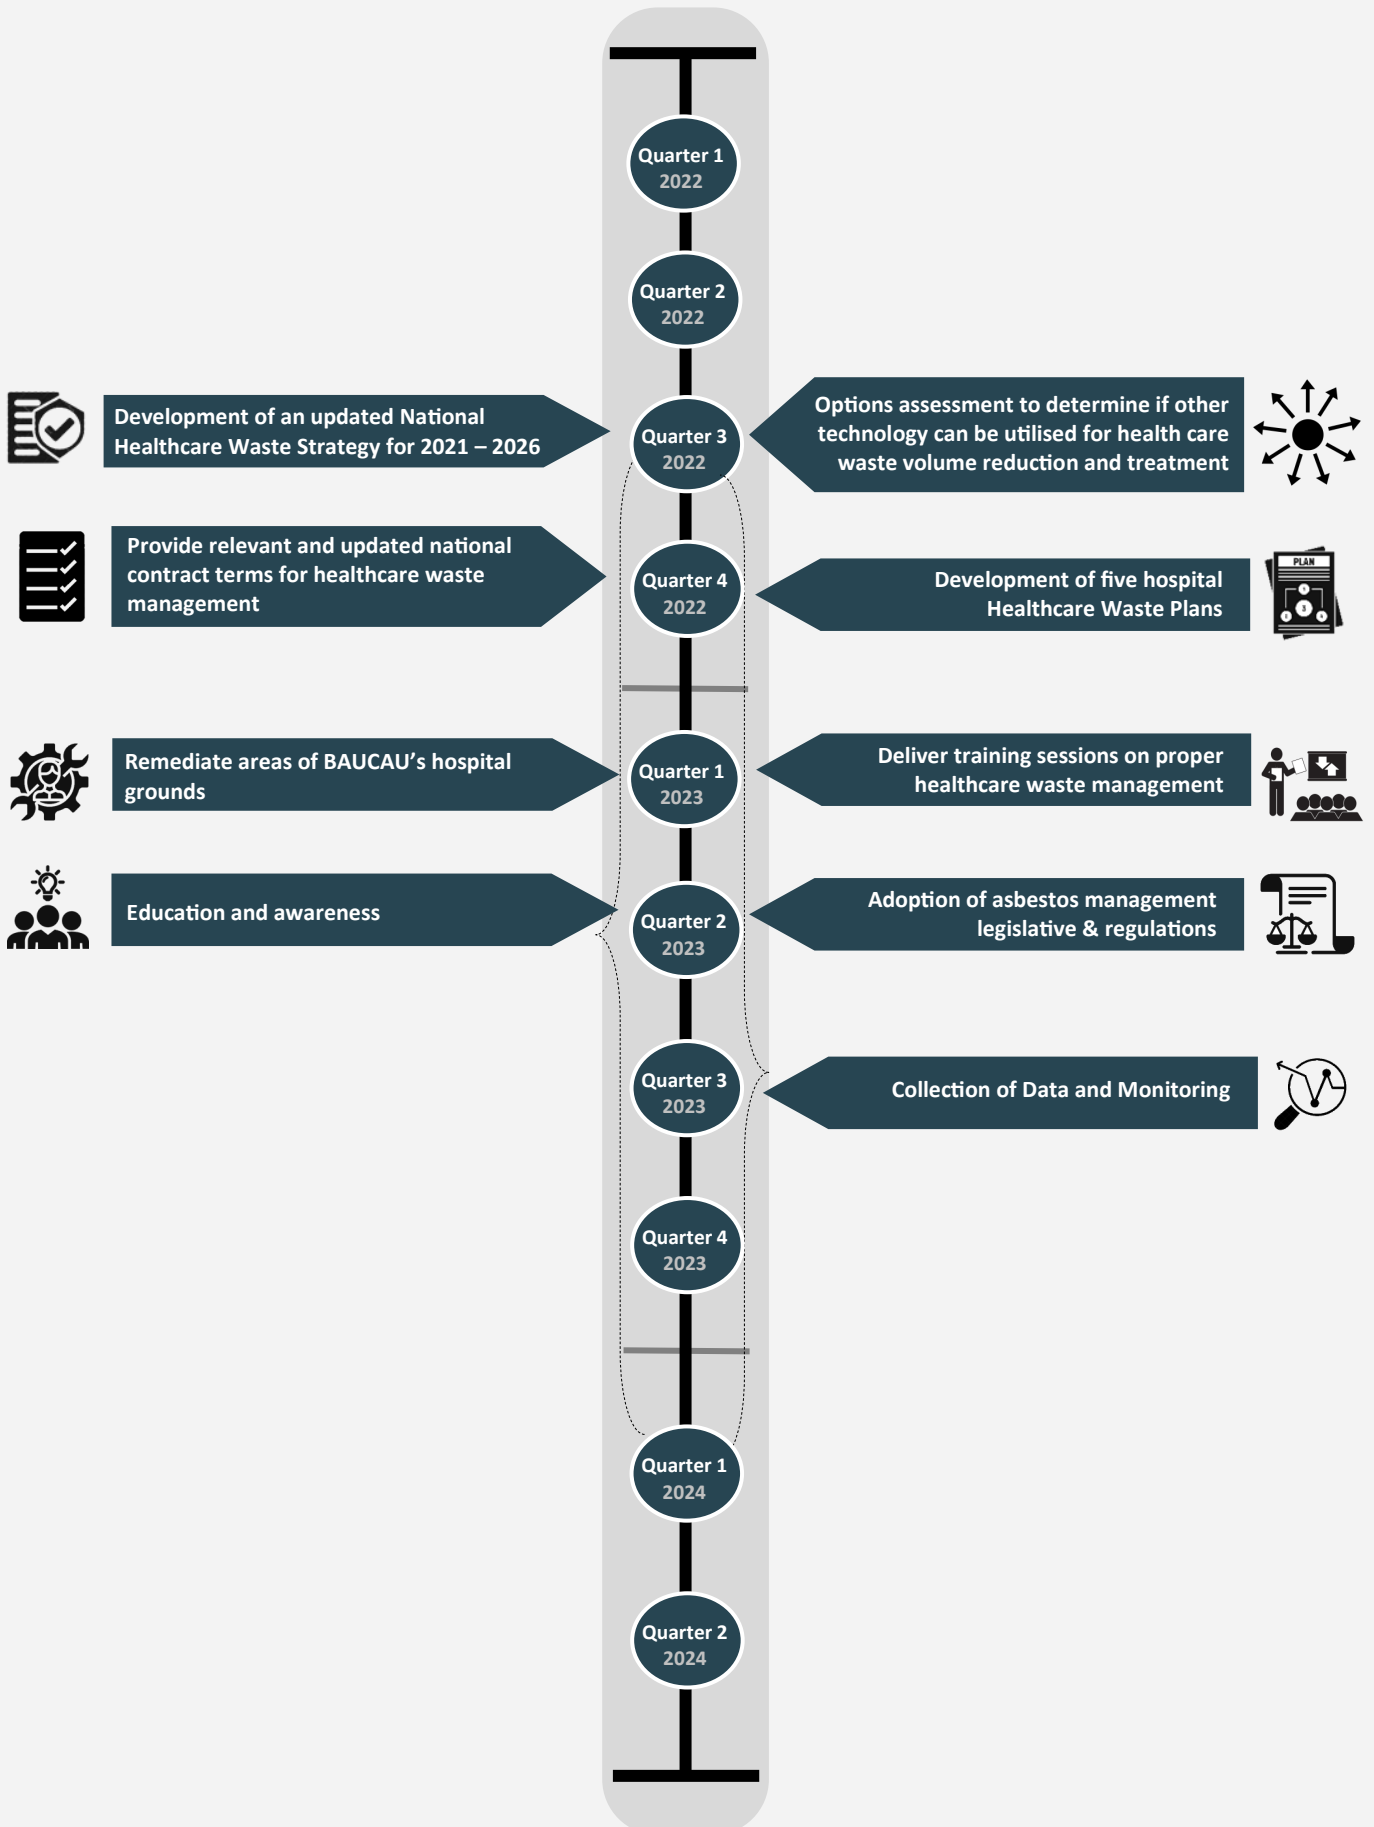 Quarter 1
2022
Quarter 2
2022
Development of an updated National
Healthcare Waste Strategy for 2021 – 2026
Quarter 3
2022
Options assessment to determine if other
technology can be utilised for health care
waste volume reduction and treatment
Provide relevant and updated national
contract terms for healthcare waste
management
Quarter 4
2022
Development of five hospital
Healthcare Waste Plans
PLAN
Remediate areas of BAUCAU's hospital
grounds
Quarter 1
2023
Deliver training sessions on proper
healthcare waste management
Education and awareness
Quarter 2
2023
Adoption of asbestos management
legislative & regulations
Quarter 3
2023
Collection of Data and Monitoring
Quarter 4
2023
Quarter 1
2024
Quarter 2
2024